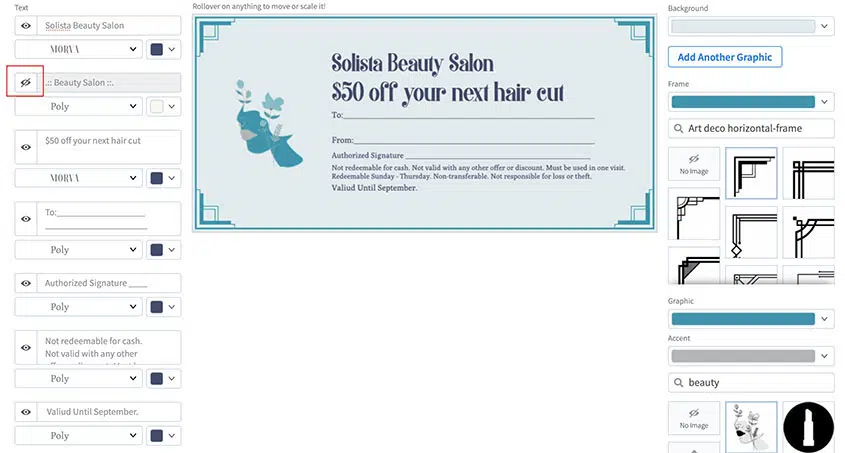 Text
Solista Beauty Salon
MORVA
.:: Beauty Salon ::.
Poly
$50 off your next hair cut
MORVA
To:____________________
_______________________
Poly
Authorized Signature ____
Poly
Not redeemable for cash.
Not valid with any other
Poly
Valiud Until September.
Poly
Rollover on anything to move or scale it!
Solista Beauty Salon
$50 off your next hair cut
To:____________________
From:____________________
Authorized Signature ____________________
Not redeemable for cash. Not valid with any other offer or discount. Must be used in one visit.
Redeemable Sunday - Thursday. Non-transferable. Not responsible for loss or theft.
Valiud Until September.
Background
Add Another Graphic
Frame
Art deco horizontal-frame
No Image
Graphic
Accent
beauty
No Image